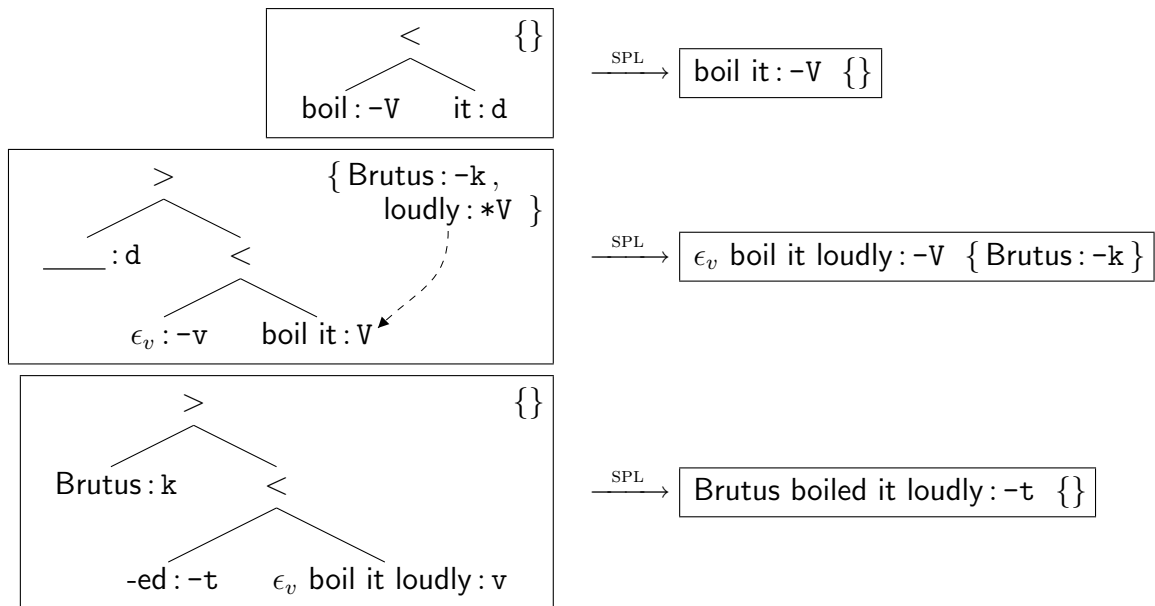 < {}
boil : -V it : d
SPL
boil it : -V {}
> { Brutus : -k ,
loudly : *V }
____ : d <
ϵv : -v boil it : V
SPL
ϵv boil it loudly : -V { Brutus : -k }
> {}
Brutus : k <
-ed : -t ϵv boil it loudly : v
SPL
Brutus boiled it loudly : -t {}